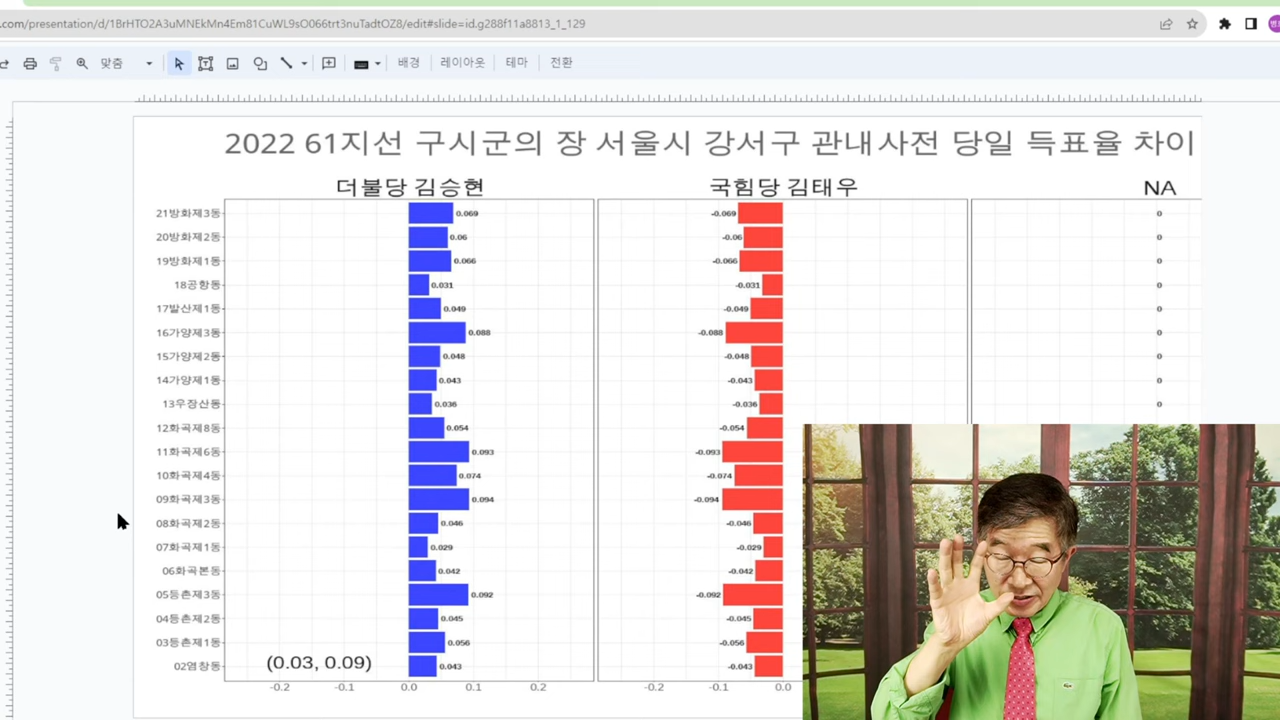 .com/presentation/d/1BrHTO2A3uMNEkMn4Em81CuWL9sO066trt3nuTadtOZ8/edit#slide=id.g288f11a8813_1_129
맞춤 배경 레이아웃 테마 전환
2022 61지선 구시군의 장 서울시 강서구 관내사전 당일 득표율 차이
더불당 김승현 국힘당 김태우 NA
21방화제3동 0.069 -0.069 0
20방화제2동 0.06 -0.06 0
19방화제1동 0.066 -0.066 0
18공항동 0.031 -0.031 0
17발산제1동 0.049 -0.049 0
16가양제3동 0.088 -0.088 0
15가양제2동 0.048 -0.048 0
14가양제1동 0.043 -0.043 0
13우장산동 0.036 -0.036 0
12화곡제8동 0.054 -0.054
11화곡제6동 0.093 -0.093
10화곡제4동 0.074 -0.074
09화곡제3동 0.094 -0.094
08화곡제2동 0.046 -0.046
07화곡제1동 0.029 -0.029
06화곡본동 0.042 -0.042
05등촌제3동 0.092 -0.092
04등촌제2동 0.045 -0.045
03등촌제1동 0.056 -0.056
02염창동 (0.03, 0.09) 0.043 -0.043
-0.2 -0.1 0.0 0.1 0.2 -0.2 -0.1 0.0